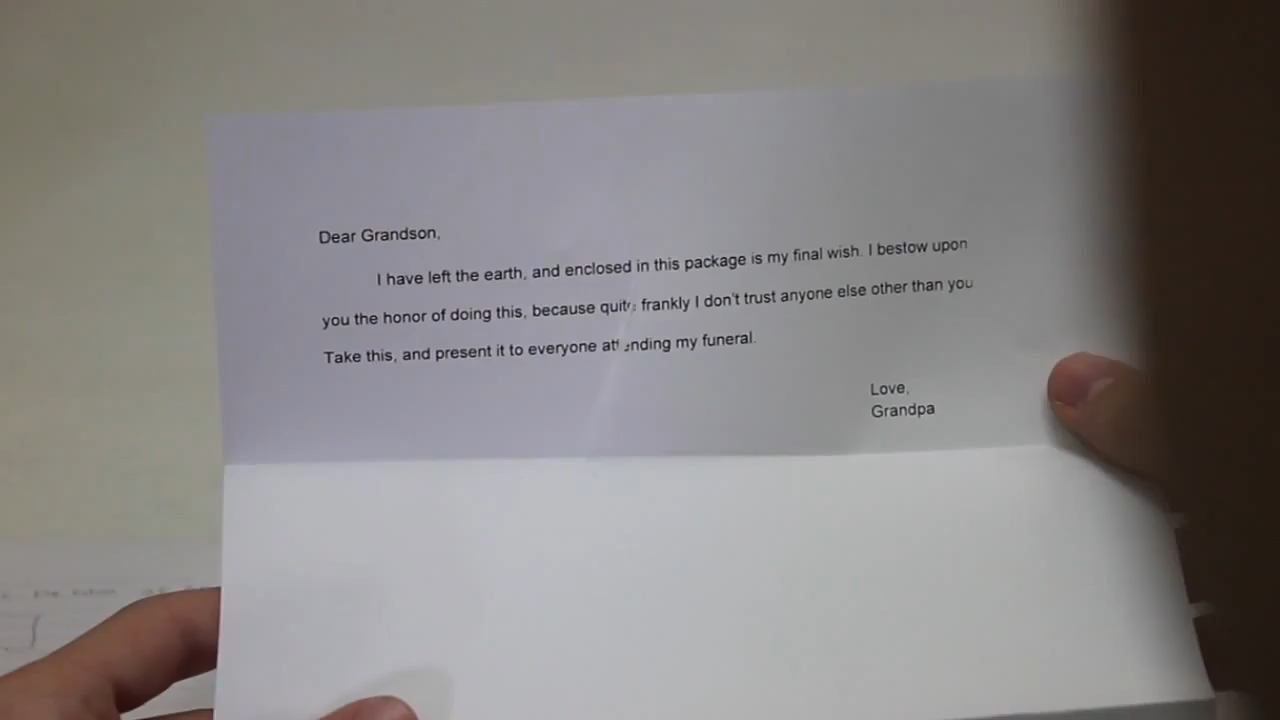 Dear Grandson,
I have left the earth, and enclosed in this package is my final wish. I bestow upon
you the honor of doing this, because quite frankly I don't trust anyone else other than you
Take this, and present it to everyone attending my funeral.
Love,
Grandpa